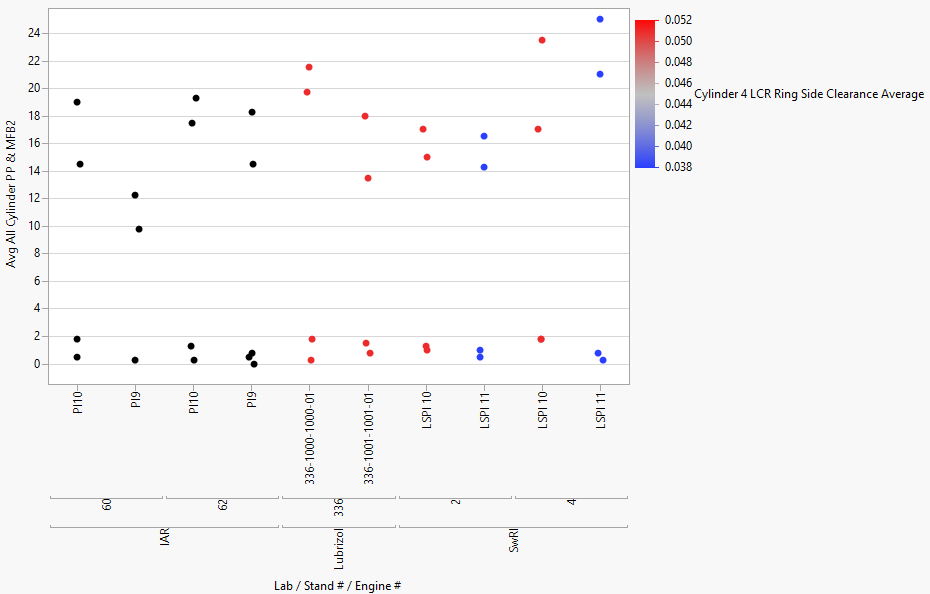 24
22
20
18
16
14
12
10
8
6
4
2
0
Avg All Cylinder PP & MFB2
0.052
0.050
0.048
0.046
0.044
0.042
0.040
0.038
Cylinder 4 LCR Ring Side Clearance Average
PI10
PI9
PI10
PI9
336-1000-1000-01
336-1001-1001-01
LSPI 10
LSPI 11
LSPI 10
LSPI 11
60
62
336
2
4
IAR
Lubrizol
SwRI
Lab / Stand # / Engine #